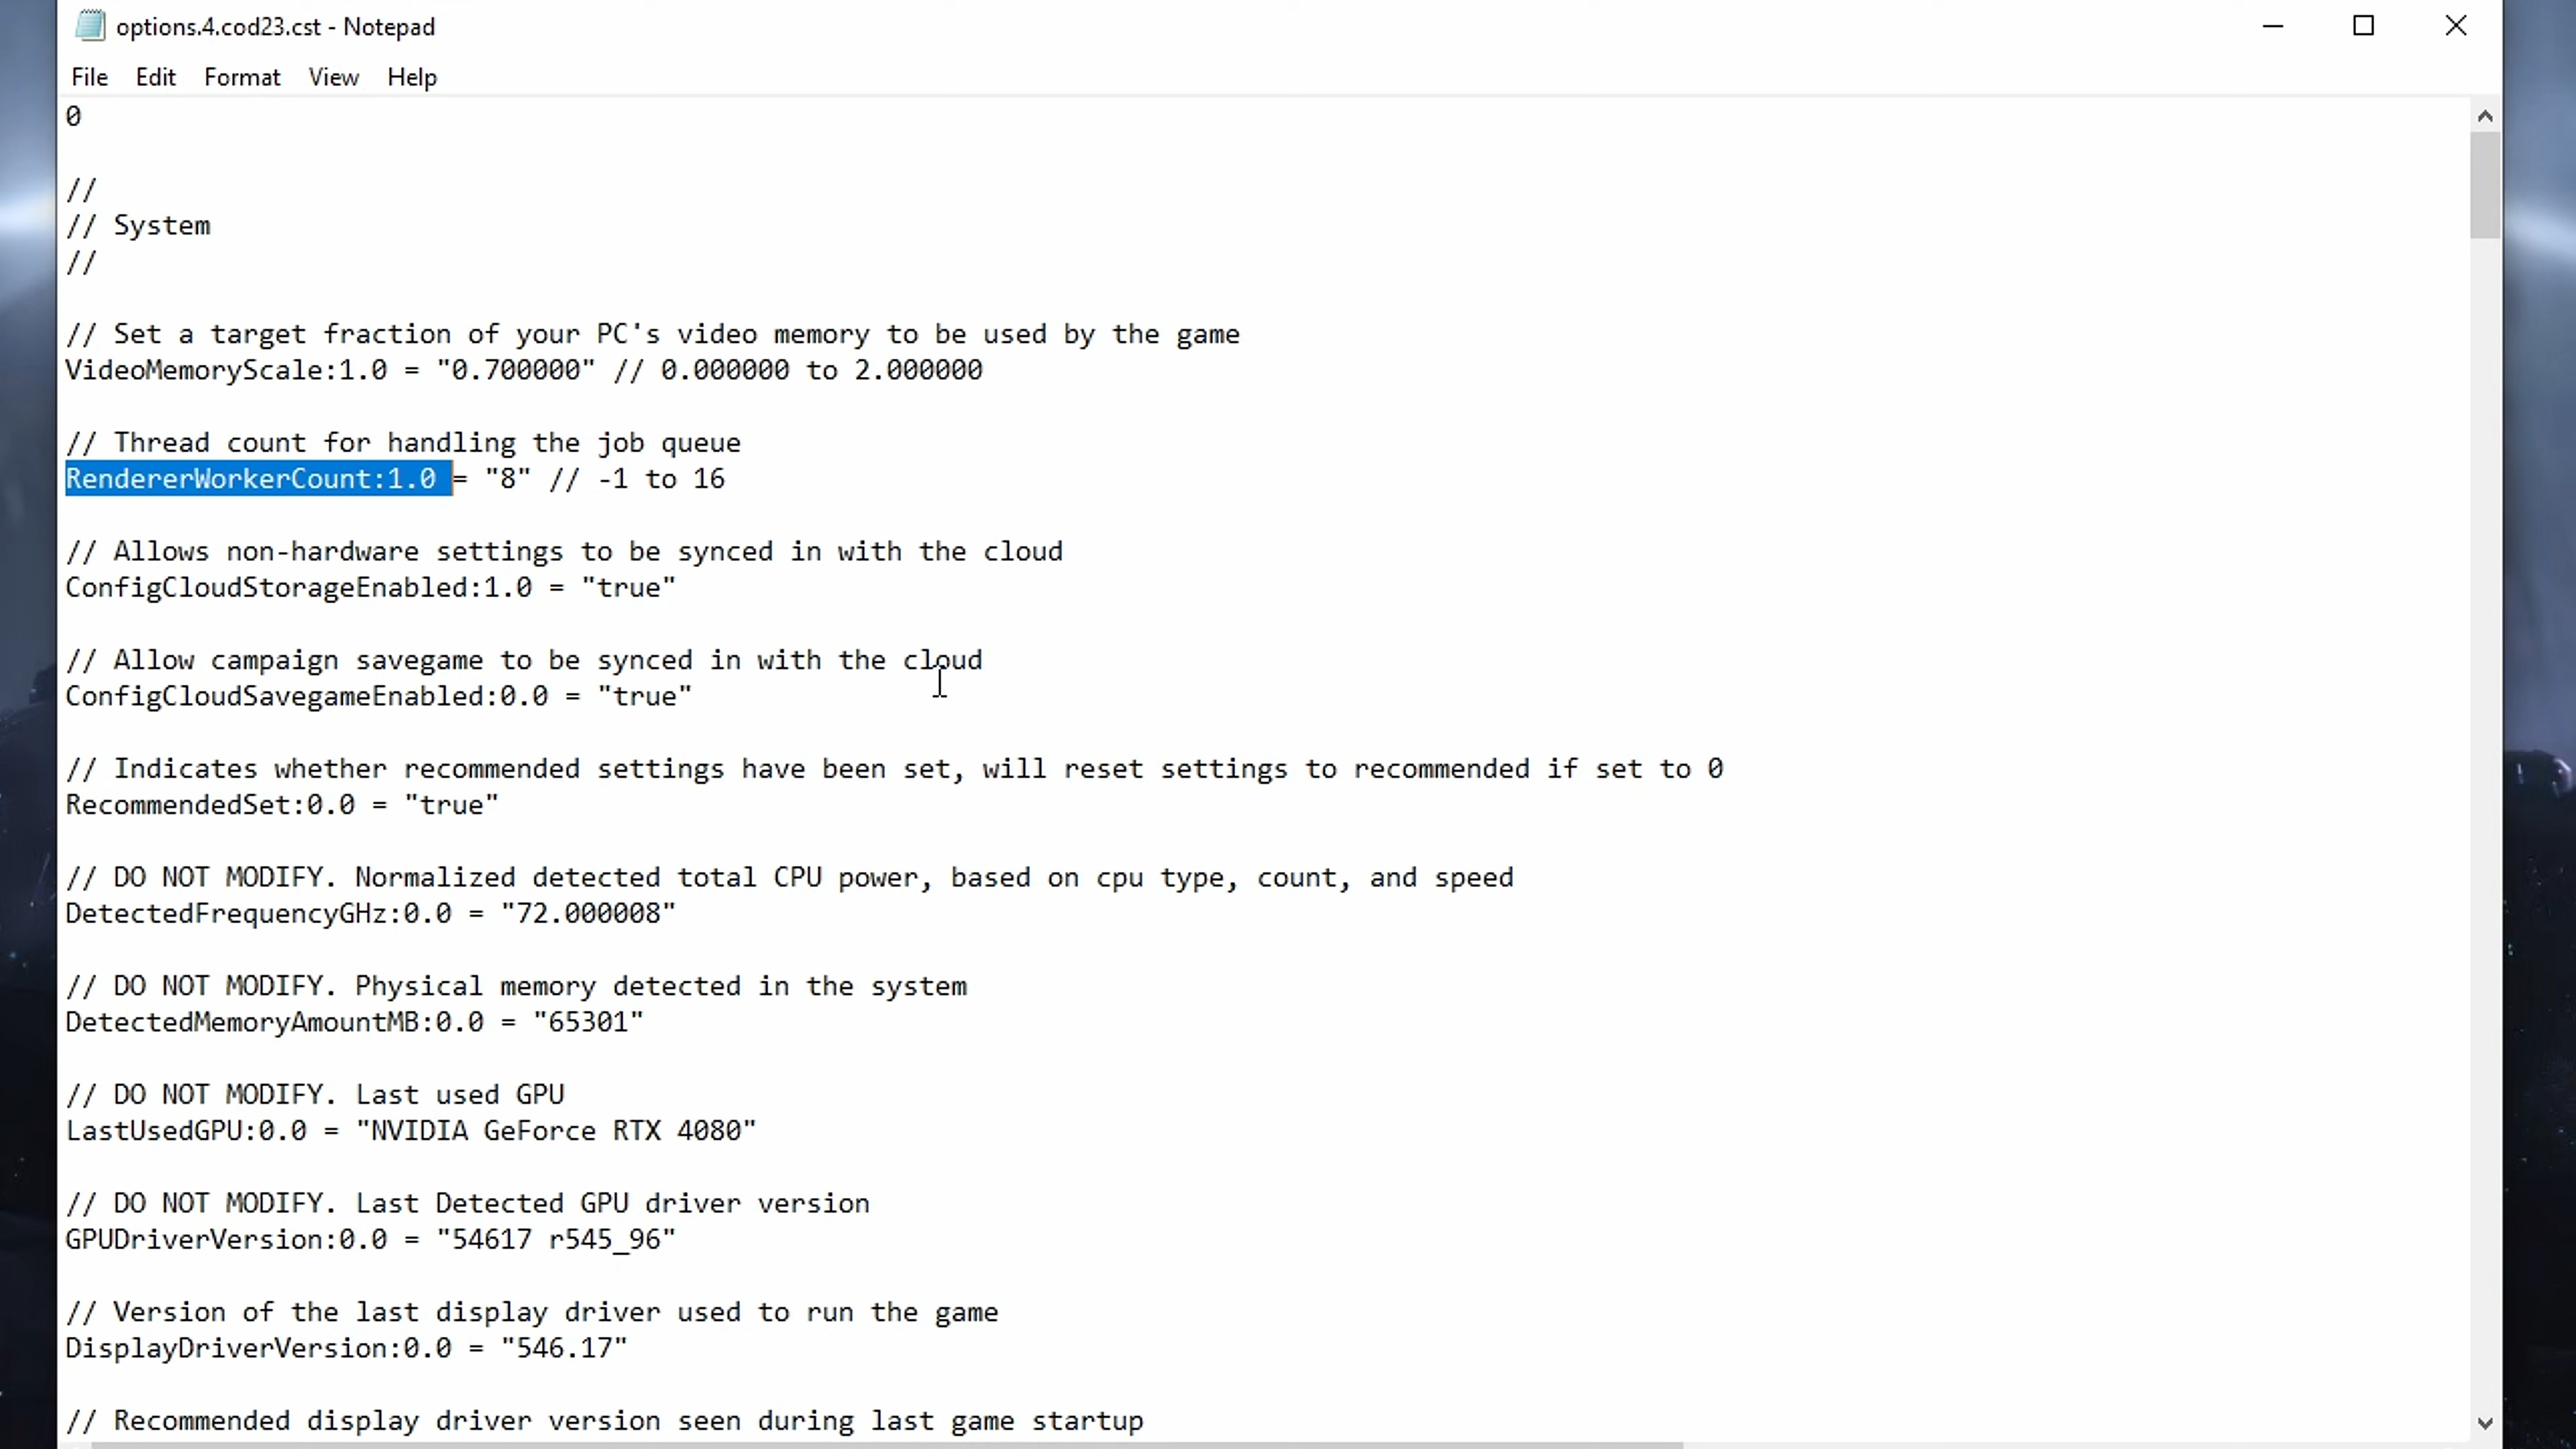 options.4.cod23.cst - Notepad
File Edit Format View Help
0
//
// System
//
// Set a target fraction of your PC's video memory to be used by the game
VideoMemoryScale:1.0 = "0.700000" // 0.000000 to 2.000000
// Thread count for handling the job queue
RendererWorkerCount:1.0 = "8" // -1 to 16
// Allows non-hardware settings to be synced in with the cloud
ConfigCloudStorageEnabled:1.0 = "true"
// Allow campaign savegame to be synced in with the cloud
ConfigCloudSavegameEnabled:0.0 = "true"
// Indicates whether recommended settings have been set, will reset settings to recommended if set to 0
RecommendedSet:0.0 = "true"
// DO NOT MODIFY. Normalized detected total CPU power, based on cpu type, count, and speed
DetectedFrequencyGHz:0.0 = "72.000008"
// DO NOT MODIFY. Physical memory detected in the system
DetectedMemoryAmountMB:0.0 = "65301"
// DO NOT MODIFY. Last used GPU
LastUsedGPU:0.0 = "NVIDIA GeForce RTX 4080"
// DO NOT MODIFY. Last Detected GPU driver version
GPUDriverVersion:0.0 = "54617 r545_96"
// Version of the last display driver used to run the game
DisplayDriverVersion:0.0 = "546.17"
// Recommended display driver version seen during last game startup